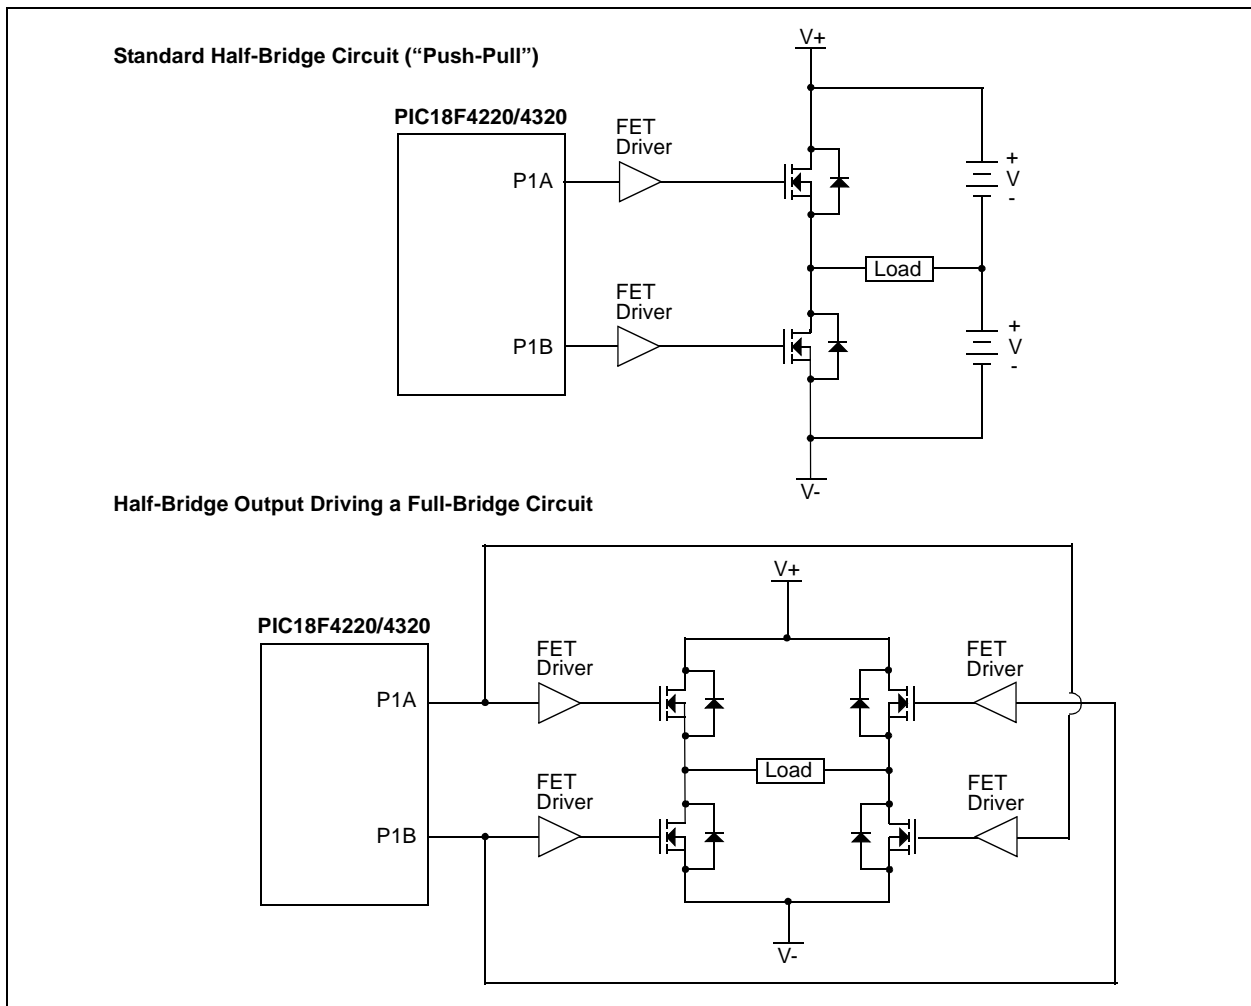 Standard Half-Bridge Circuit (“Push-Pull”)
V+
PIC18F4220/4320
FET
Driver
P1A
+
V
-
Load
FET
Driver
P1B
+
V
-
V-
Half-Bridge Output Driving a Full-Bridge Circuit
V+
PIC18F4220/4320
FET
Driver
FET
Driver
P1A
Load
FET
Driver
FET
Driver
P1B
V-